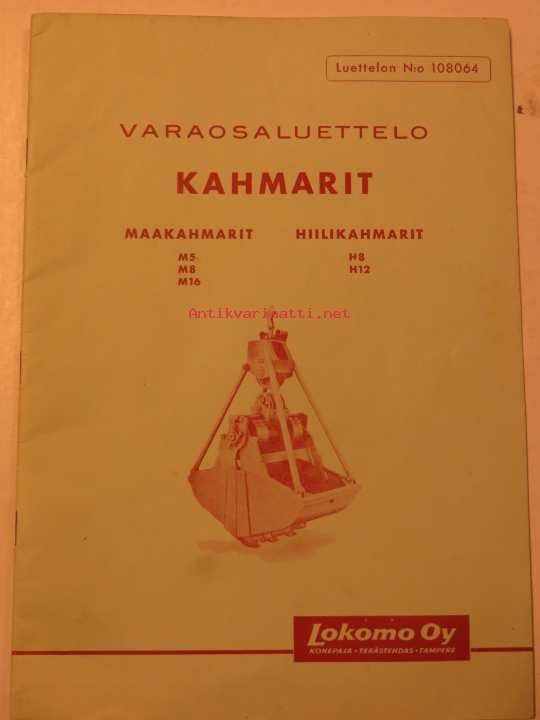 Luettelon N:o 108064
VARAOSALUETTELO
KAHMARIT
MAAKAHMARIT HIILIKAHMARIT
M5 H8
M8 H12
M16
Antikvariaatti.net
Lokomo Oy
KONEPAJA • TERÄSTEHDAS • TAMPERE